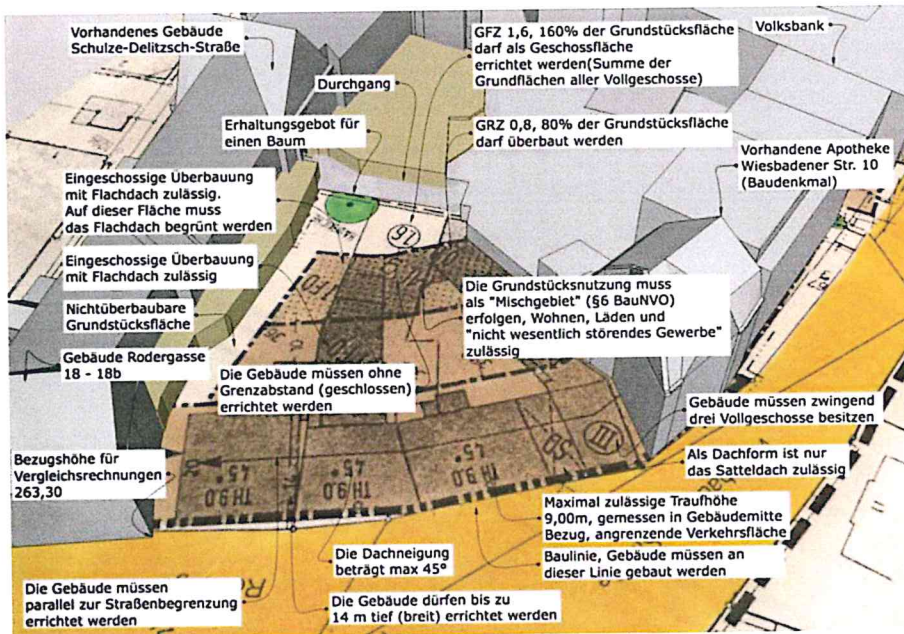 Vorhandenes Gebäude
Schulze-Delitzsch-Straße
Durchgang
GFZ 1,6, 160% der Grundstücksfläche
darf als Geschossfläche
errichtet werden(Summe der
Grundflächen aller Vollgeschosse)
Volksbank
Erhaltungsgebot für
einen Baum
GRZ 0,8, 80% der Grundstücksfläche
darf überbaut werden
Vorhandene Apotheke
Wiesbadener Str. 10
(Baudenkmal)
Eingeschossige Überbauung
mit Flachdach zulässig.
Auf dieser Fläche muss
das Flachdach begrünt werden
16
Eingeschossige Überbauung
mit Flachdach zulässig
Die Grundstücksnutzung muss
als "Mischgebiet" (§6 BauNVO)
erfolgen, Wohnen, Läden und
"nicht wesentlich störendes Gewerbe"
zulässig
Nichtüberbaubare
Grundstücksfläche
Gebäude Rodergasse
18 - 18b
Die Gebäude müssen ohne
Grenzabstand (geschlossen)
errichtet werden
Gebäude müssen zwingend
drei Vollgeschosse besitzen
III
SD
Bezugshöhe für
Vergleichsrechnungen
263,30
45°
45°
45°
TH 9.0
TH 9.0
TH 9.0
Als Dachform ist nur
das Satteldach zulässig
Maximal zulässige Traufhöhe
9,00m, gemessen in Gebäudemitte
Bezug, angrenzende Verkehrsfläche
Die Dachneigung
beträgt max 45°
Baulinie, Gebäude müssen an
dieser Linie gebaut werden
Die Gebäude müssen
parallel zur Straßenbegrenzung
errichtet werden
Die Gebäude dürfen bis zu
14 m tief (breit) errichtet werden